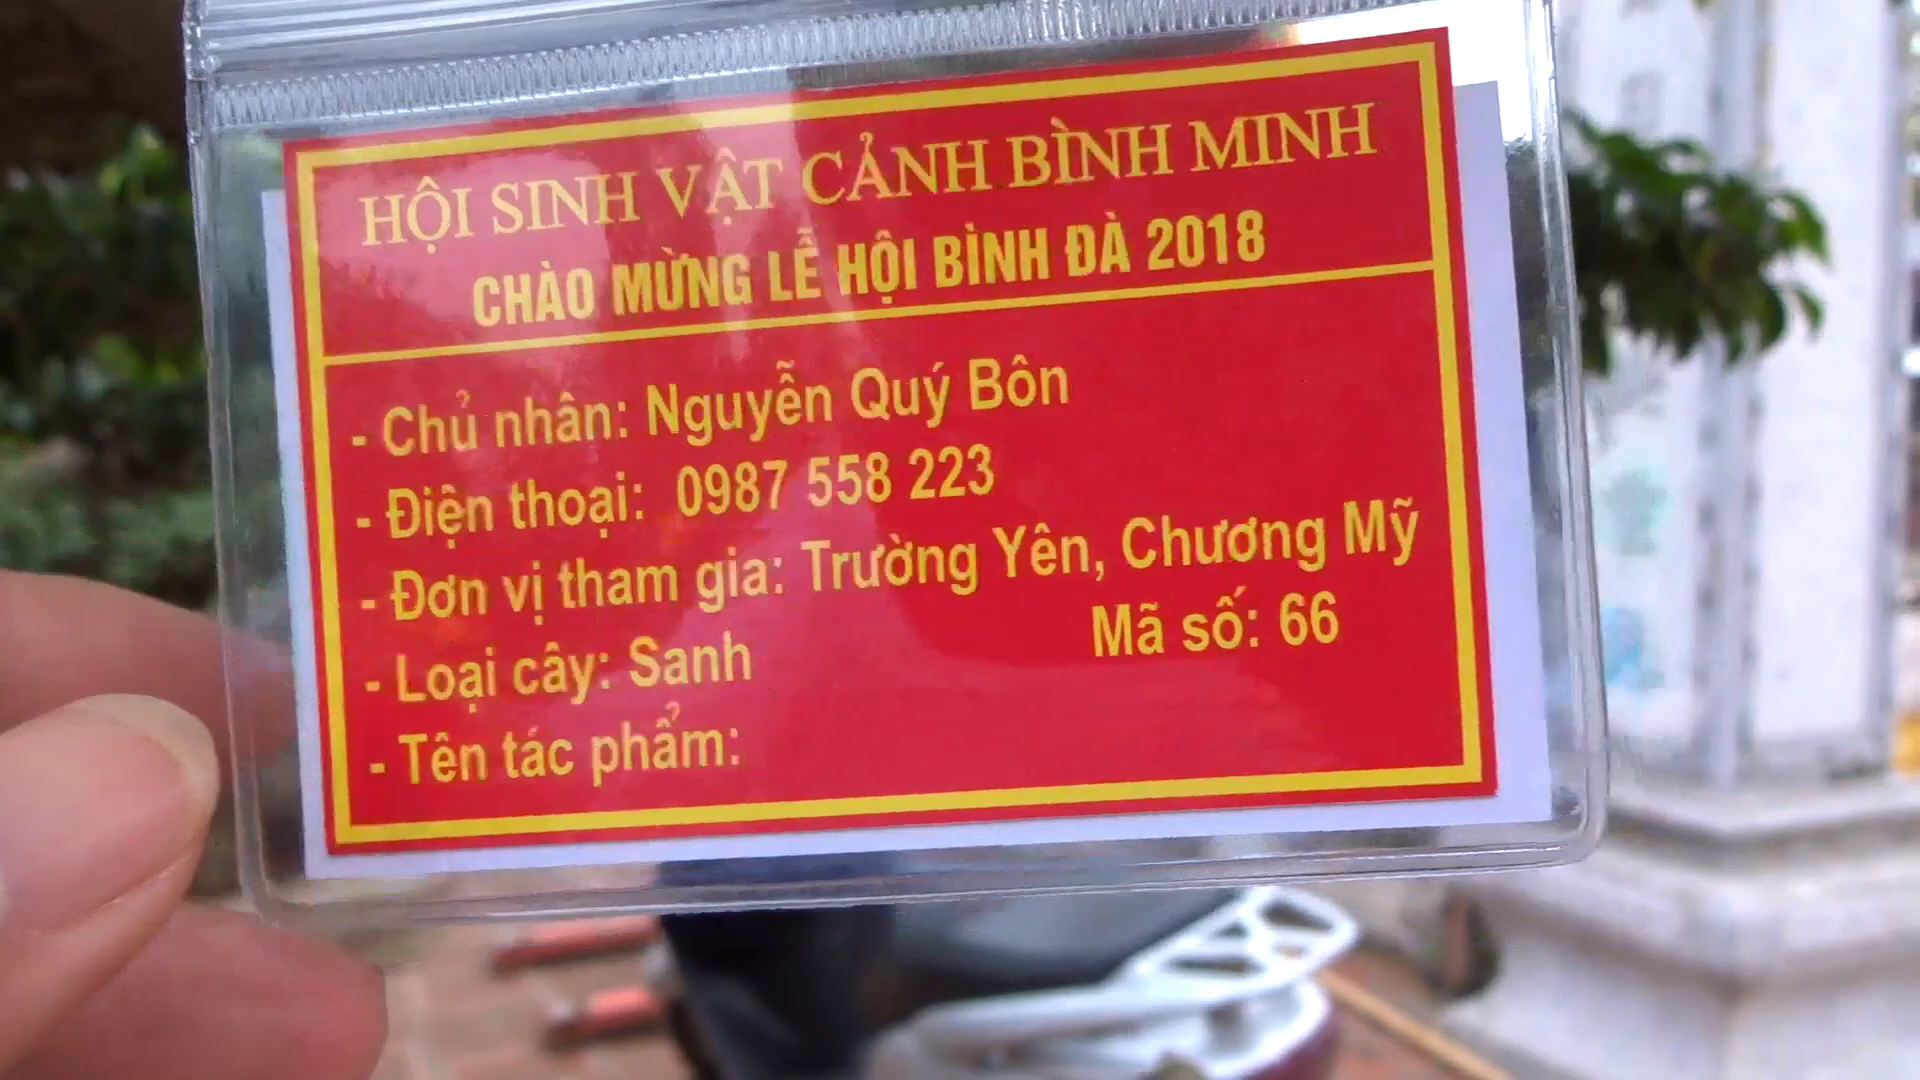 HỘI SINH VẬT CẢNH BÌNH MINH
CHÀO MỪNG LỄ HỘI BÌNH ĐÀ 2018
- Chủ nhân: Nguyễn Quý Bôn
- Điện thoại: 0987 558 223
- Đơn vị tham gia: Trường Yên, Chương Mỹ
- Loại cây: Sanh Mã số: 66
- Tên tác phẩm: